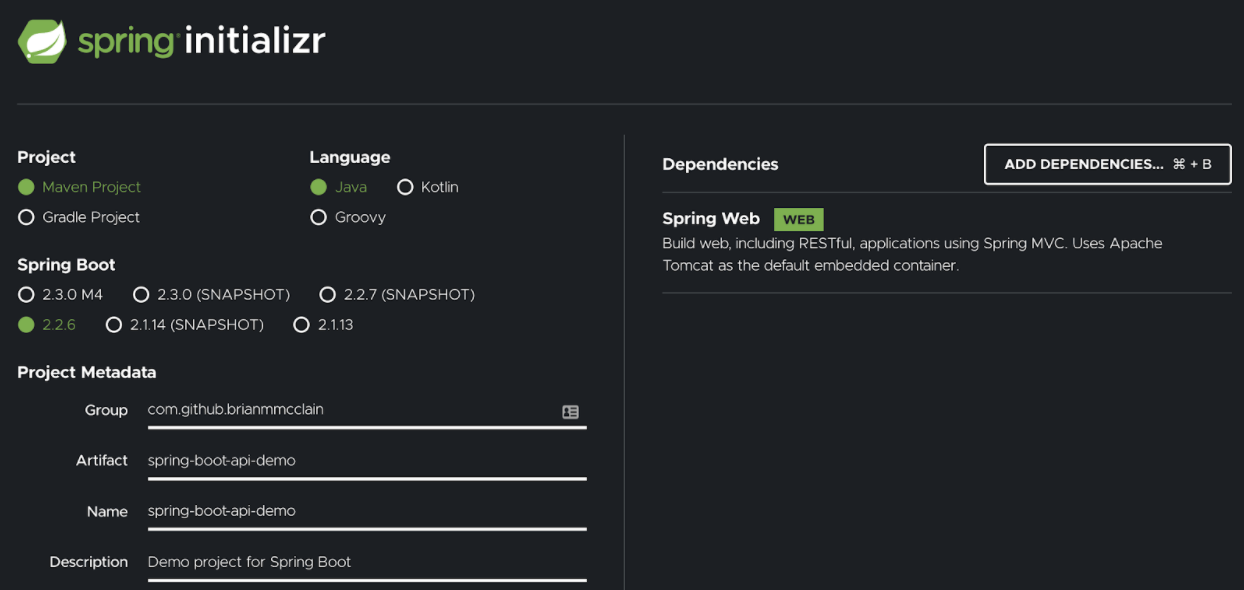 spring initializr
Project
Maven Project
Gradle Project
Language
Java Kotlin
Groovy
Spring Boot
2.3.0 M4 2.3.0 (SNAPSHOT) 2.2.7 (SNAPSHOT)
2.2.6 2.1.14 (SNAPSHOT) 2.1.13
Project Metadata
Group com.github.brianmmcclain
Artifact spring-boot-api-demo
Name spring-boot-api-demo
Description Demo project for Spring Boot
Dependencies
ADD DEPENDENCIES... ⌘ + B
Spring Web WEB
Build web, including RESTful, applications using Spring MVC. Uses Apache
Tomcat as the default embedded container.